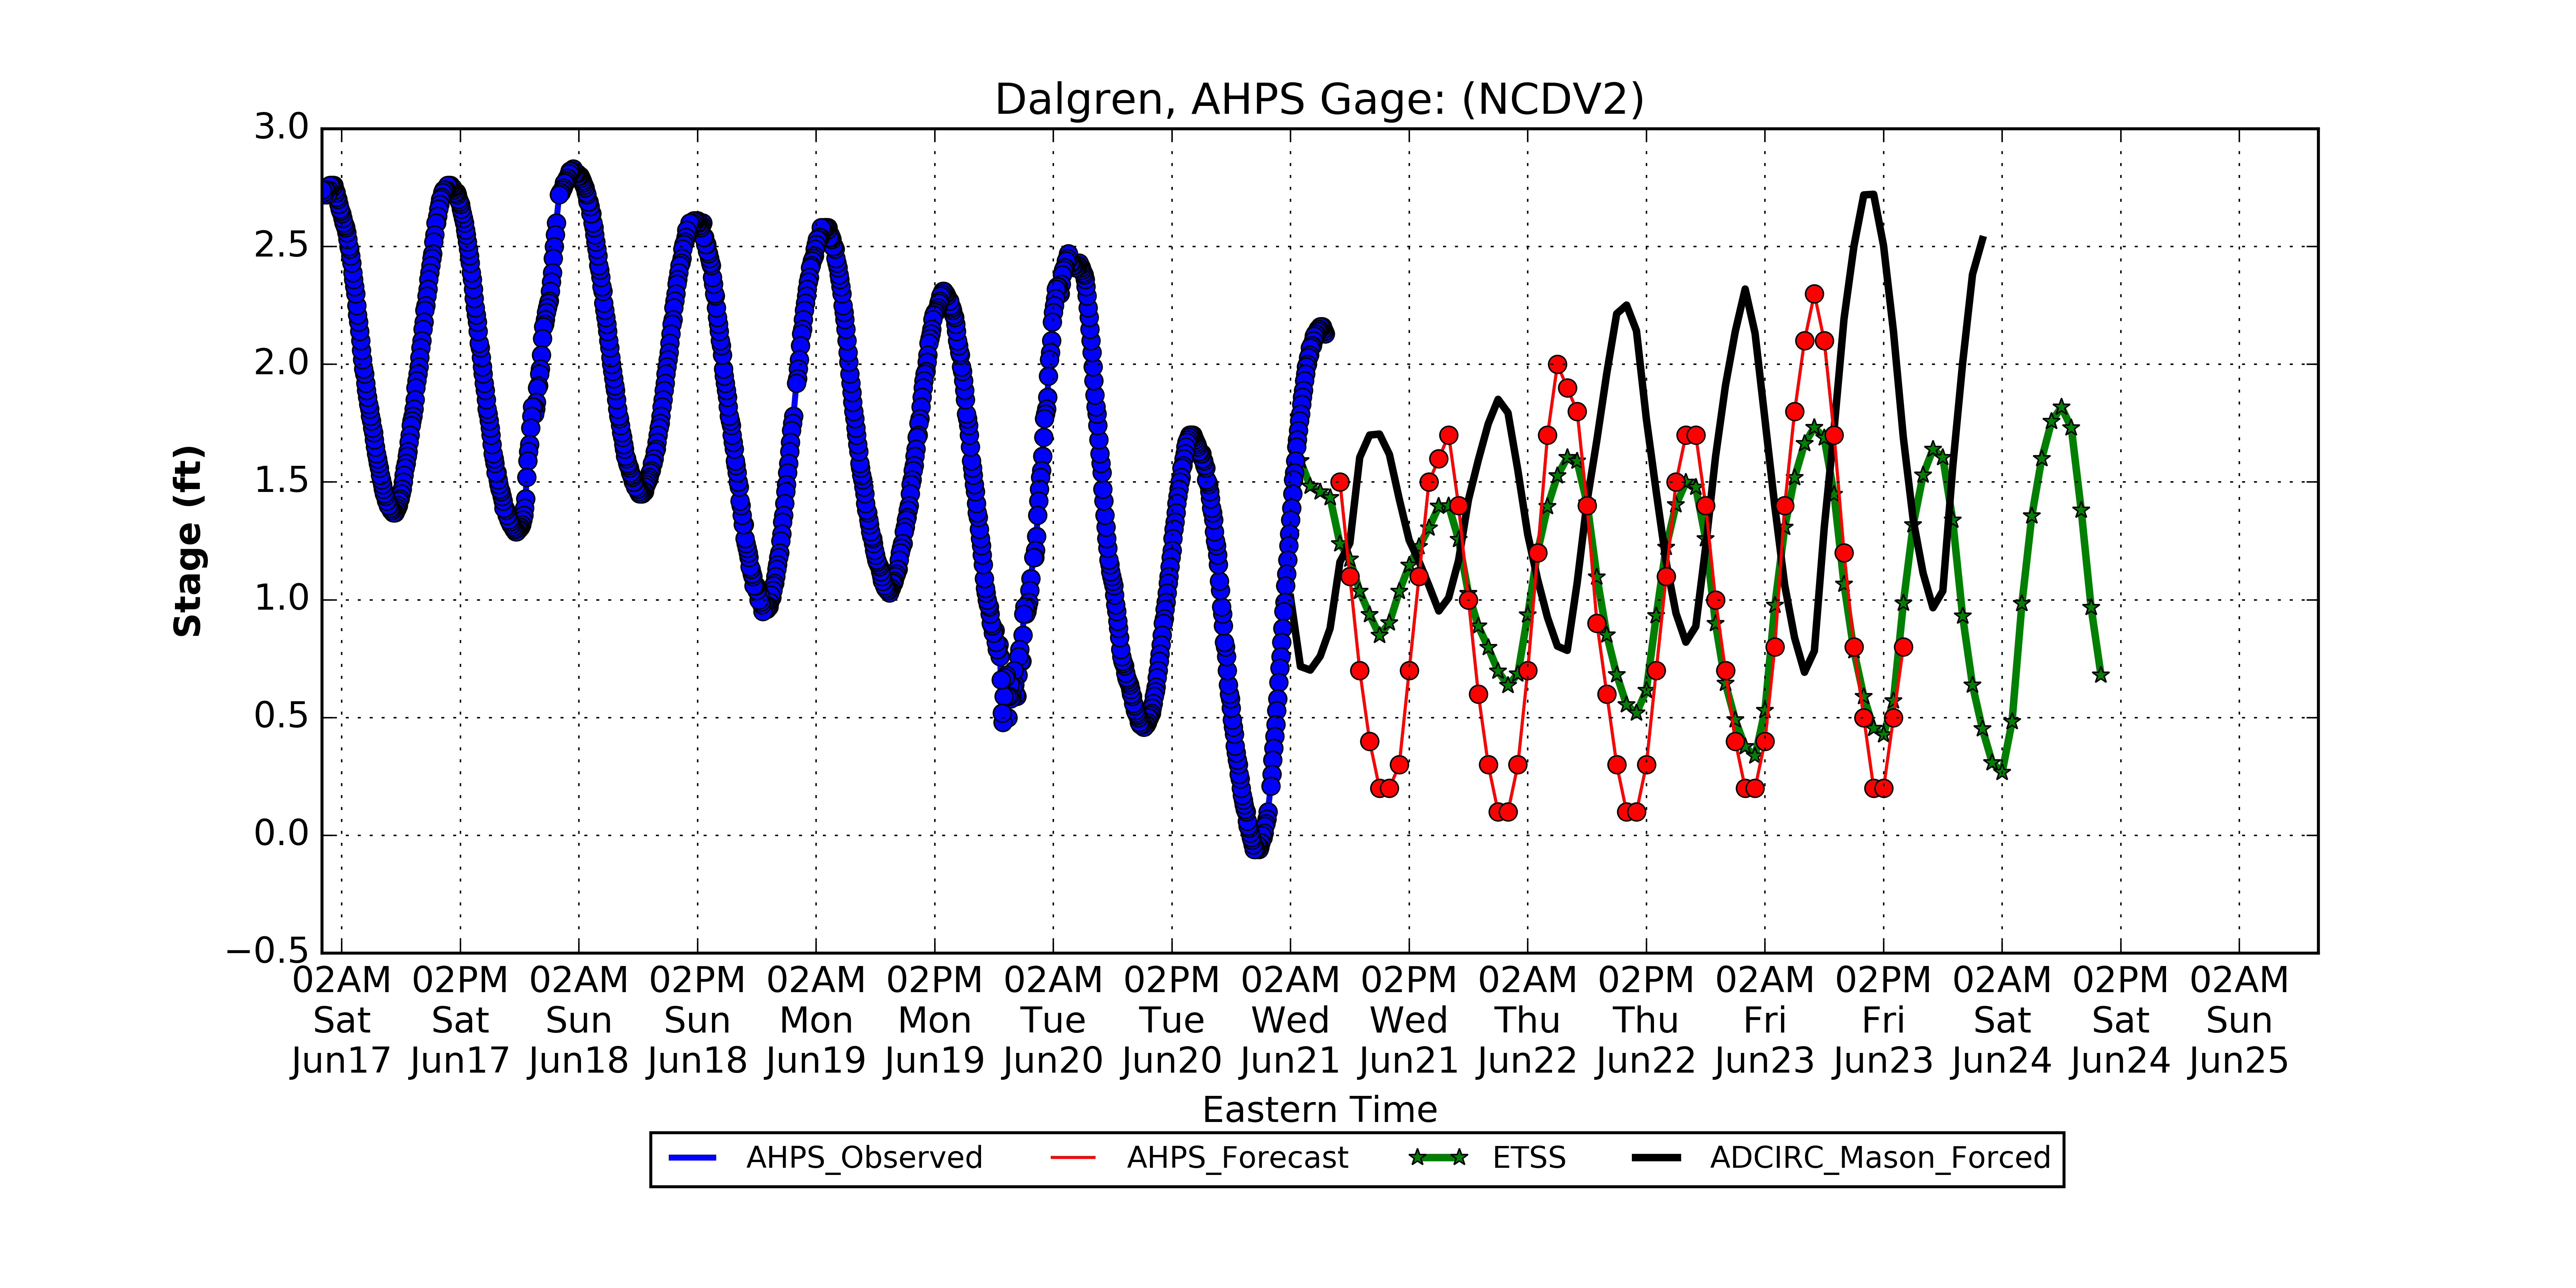 Dalgren, AHPS Gage: (NCDV2)
3.0
2.5
2.0
1.5
1.0
0.5
0.0
−0.5
Stage (ft)
02AM 02PM 02AM 02PM 02AM 02PM 02AM 02PM 02AM 02PM 02AM 02PM 02AM 02PM 02AM 02PM 02AM
Sat Sat Sun Sun Mon Mon Tue Tue Wed Wed Thu Thu Fri Fri Sat Sat Sun
Jun17 Jun17 Jun18 Jun18 Jun19 Jun19 Jun20 Jun20 Jun21 Jun21 Jun22 Jun22 Jun23 Jun23 Jun24 Jun24 Jun25
Eastern Time
AHPS_Observed AHPS_Forecast ETSS ADCIRC_Mason_Forced